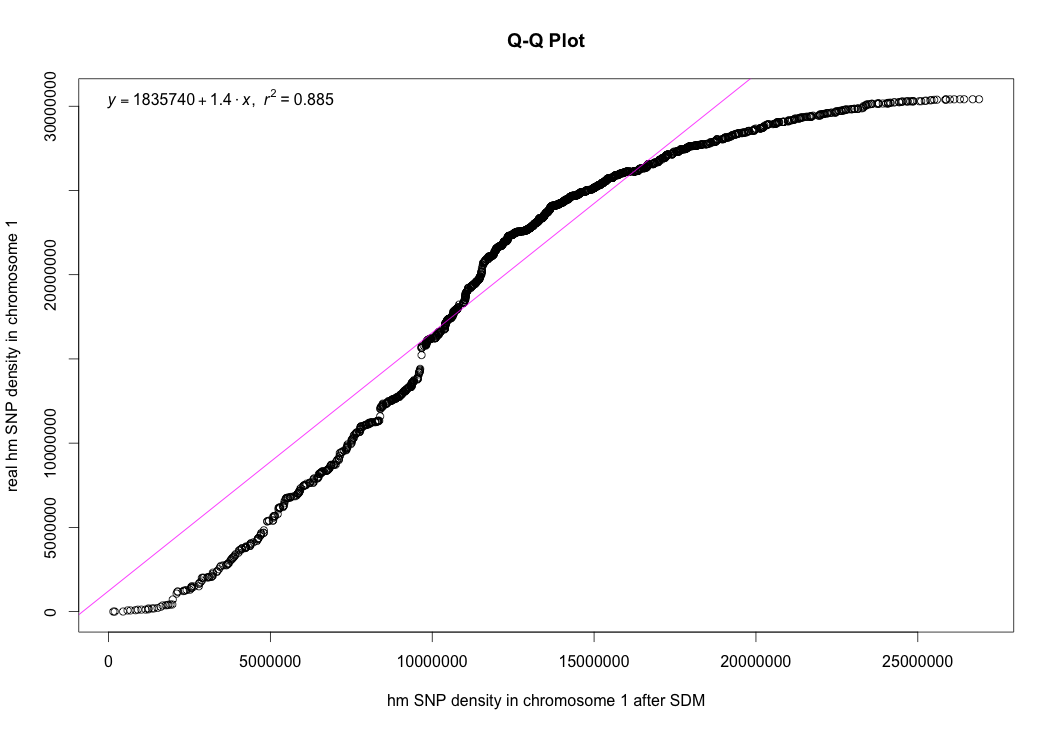 Q-Q Plot
y = 1835740 + 1.4 · x, r² = 0.885
real hm SNP density in chromosome 1
30000000
20000000
10000000
5000000
0
0 5000000 10000000 15000000 20000000 25000000
hm SNP density in chromosome 1 after SDM